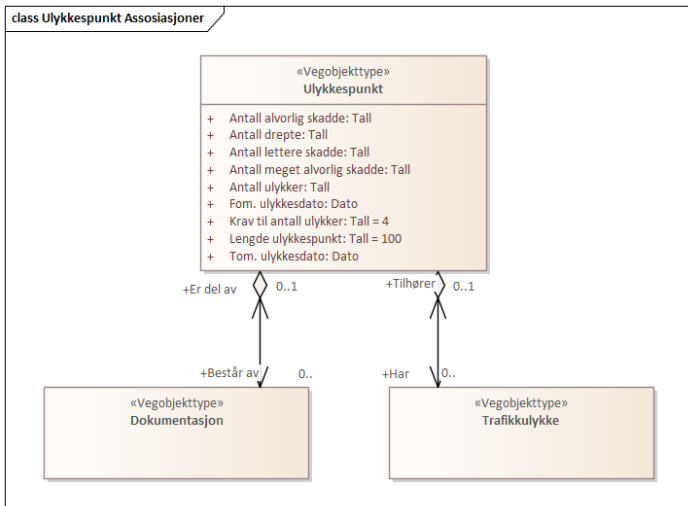 class Ulykkespunkt Assosiasjoner
«Vegobjekttype»
Ulykkespunkt
+ Antall alvorlig skadde: Tall
+ Antall drepte: Tall
+ Antall lettere skadde: Tall
+ Antall meget alvorlig skadde: Tall
+ Antall ulykker: Tall
+ Fom. ulykkesdato: Dato
+ Krav til antall ulykker: Tall = 4
+ Lengde ulykkespunkt: Tall = 100
+ Tom. ulykkesdato: Dato
+Er del av 0..1
+Tilhører 0..1
+Består av 0..
+Har 0..
«Vegobjekttype»
Dokumentasjon
«Vegobjekttype»
Trafikkulykke